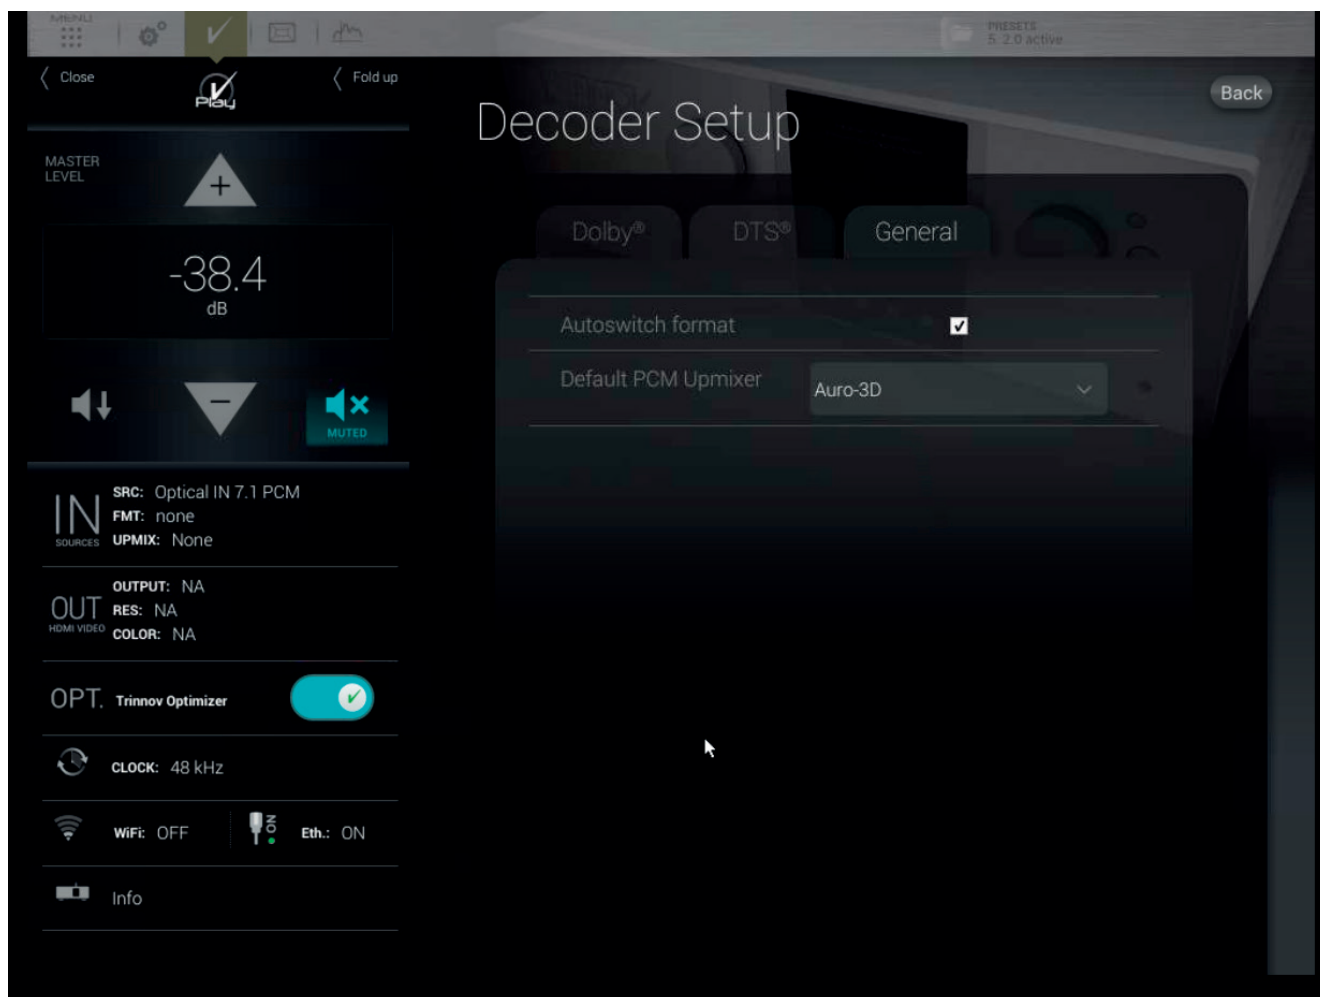 MENU
PRESETS
5: 2.0 active
Close
Play
Fold up
Decoder Setup
Back
MASTER
LEVEL
+
-38.4
dB
-
MUTED
Dolby®
DTS®
General
Autoswitch format
Default PCM Upmixer
Auro-3D
IN
SOURCES
SRC: Optical IN 7.1 PCM
FMT: none
UPMIX: None
OUT
HDMI VIDEO
OUTPUT: NA
RES: NA
COLOR: NA
OPT. Trinnov Optimizer
CLOCK: 48 kHz
WiFi: OFF
ON
Eth.: ON
Info